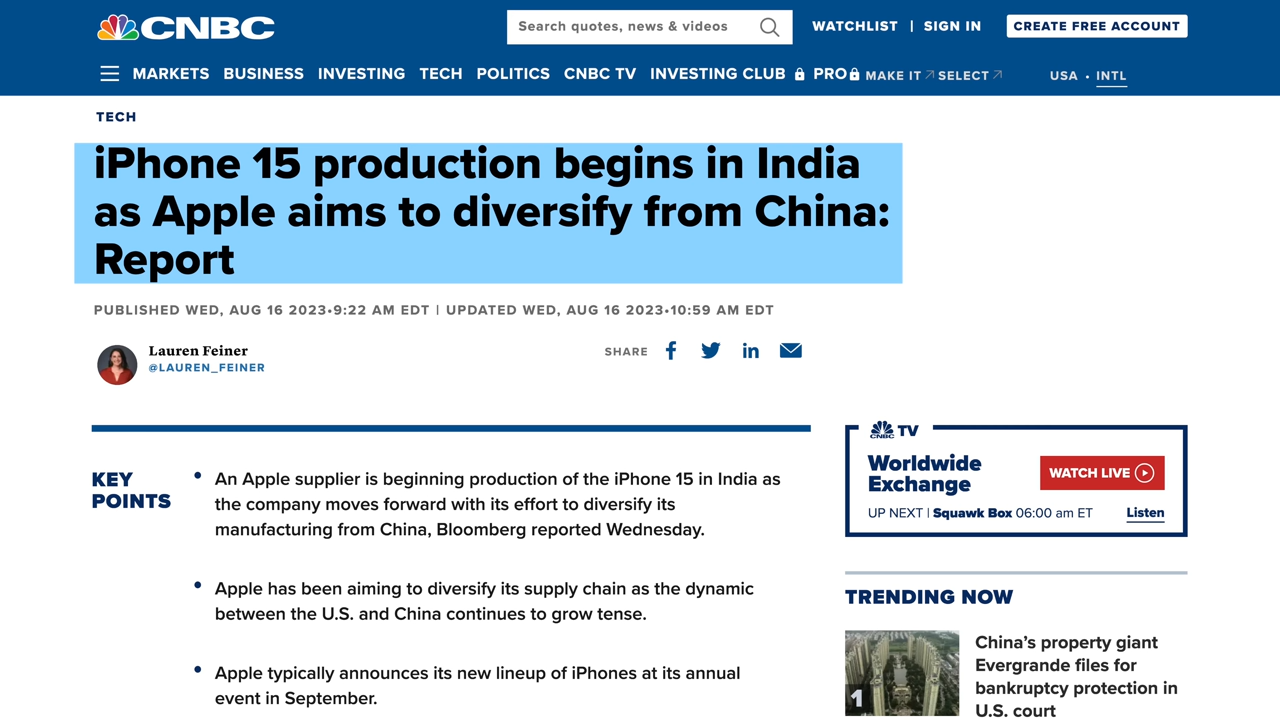 CNBC
Search quotes, news & videos
WATCHLIST | SIGN IN
CREATE FREE ACCOUNT
MARKETS BUSINESS INVESTING TECH POLITICS CNBC TV INVESTING CLUB PRO MAKE IT SELECT USA • INTL
TECH
iPhone 15 production begins in India
as Apple aims to diversify from China:
Report
PUBLISHED WED, AUG 16 2023•9:22 AM EDT | UPDATED WED, AUG 16 2023•10:59 AM EDT
Lauren Feiner
@LAUREN_FEINER
SHARE
KEY
POINTS
• An Apple supplier is beginning production of the iPhone 15 in India as
the company moves forward with its effort to diversify its
manufacturing from China, Bloomberg reported Wednesday.
• Apple has been aiming to diversify its supply chain as the dynamic
between the U.S. and China continues to grow tense.
• Apple typically announces its new lineup of iPhones at its annual
event in September.
CNBC TV
Worldwide
Exchange
WATCH LIVE
UP NEXT | Squawk Box 06:00 am ET
Listen
TRENDING NOW
1
China’s property giant
Evergrande files for
bankruptcy protection in
U.S. court